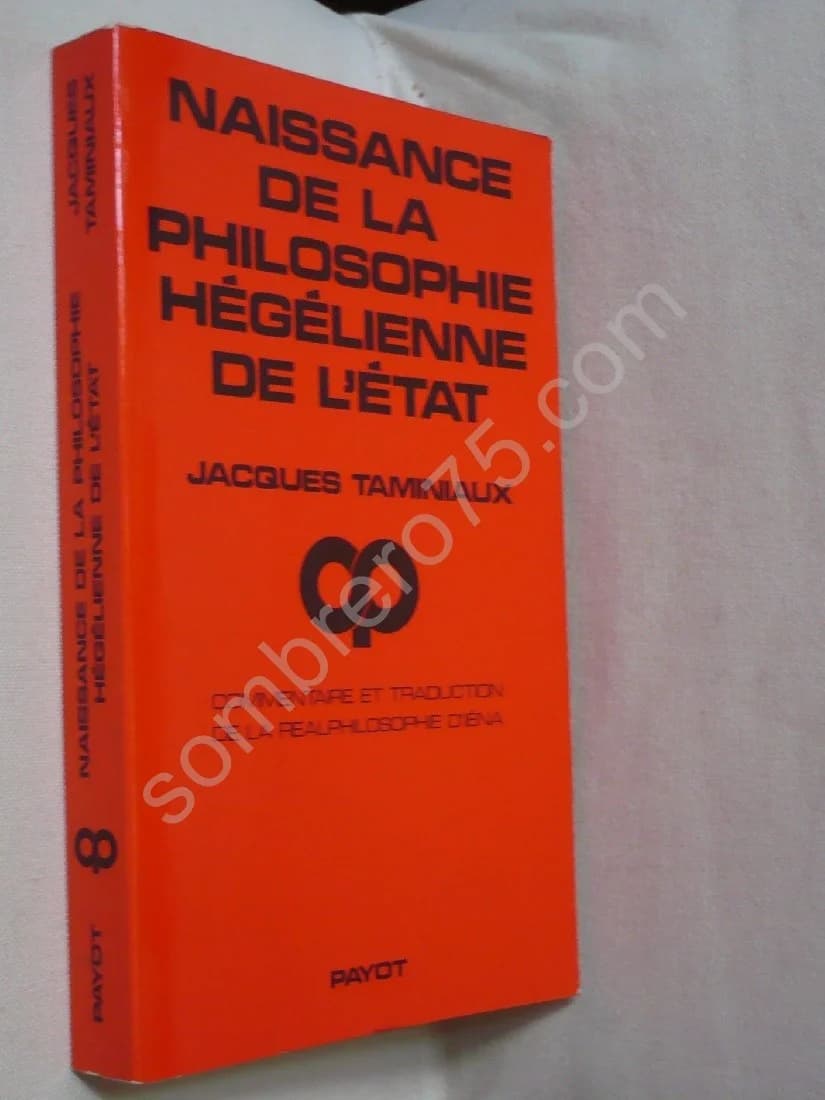 NAISSANCE
DE LA
PHILOSOPHIE
HÉGÉLIENNE
DE L'ÉTAT
JACQUES TAMINIAUX
cp
COMMENTAIRE ET TRADUCTION
DE LA REALPHILOSOPHIE D'IÉNA
PAYOT
JACQUES
TAMINIAUX
NAISSANCE DE LA PHILOSOPHIE
HÉGÉLIENNE DE L'ÉTAT
PAYOT
sombrero75.com